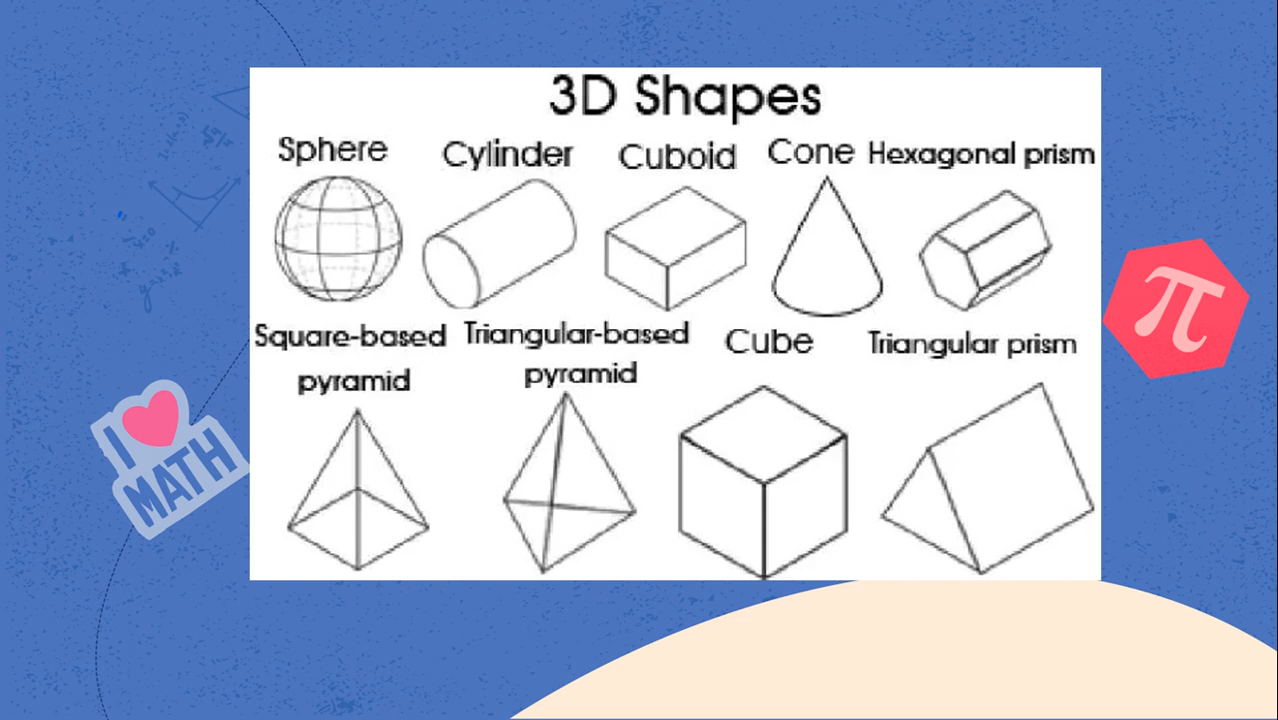 3D Shapes
Sphere
Cylinder
Cuboid
Cone
Hexagonal prism
Square-based
pyramid
Triangular-based
pyramid
Cube
Triangular prism
I
MATH
π